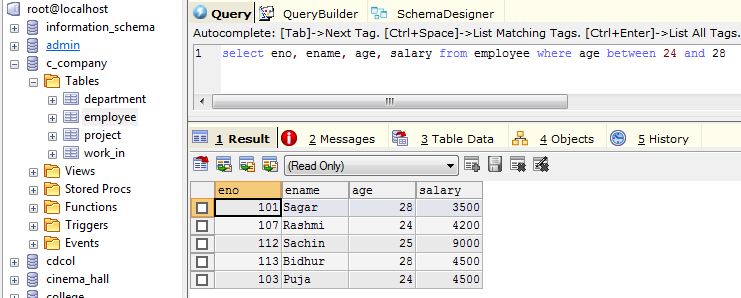 root@localhost
information_schema
admin
c_company
Tables
department
employee
project
work_in
Views
Stored Procs
Functions
Triggers
Events
cdcol
cinema_hall
college
Query QueryBuilder SchemaDesigner
Autocomplete: [Tab]->Next Tag. [Ctrl+Space]->List Matching Tags. [Ctrl+Enter]->List All Tags.
1 select eno, ename, age, salary from employee where age between 24 and 28
1 Result 2 Messages 3 Table Data 4 Objects 5 History
(Read Only)
eno ename age salary
101 Sagar 28 3500
107 Rashmi 24 4200
112 Sachin 25 9000
113 Bidhur 28 4500
103 Puja 24 4500